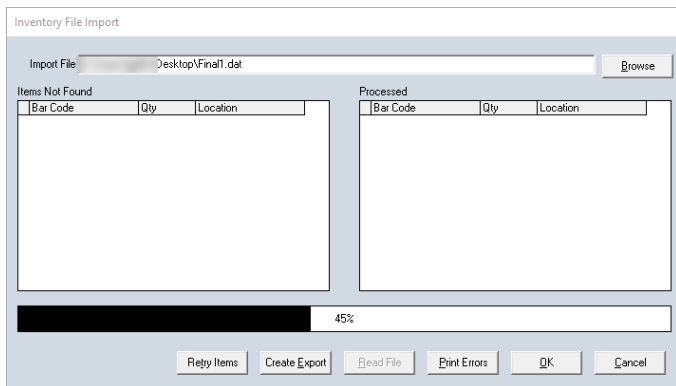 Inventory File Import
Import File Desktop\Final1.dat Browse
Items Not Found Processed
Bar Code Qty Location Bar Code Qty Location
45%
Retry Items Create Export Read File Print Errors OK Cancel